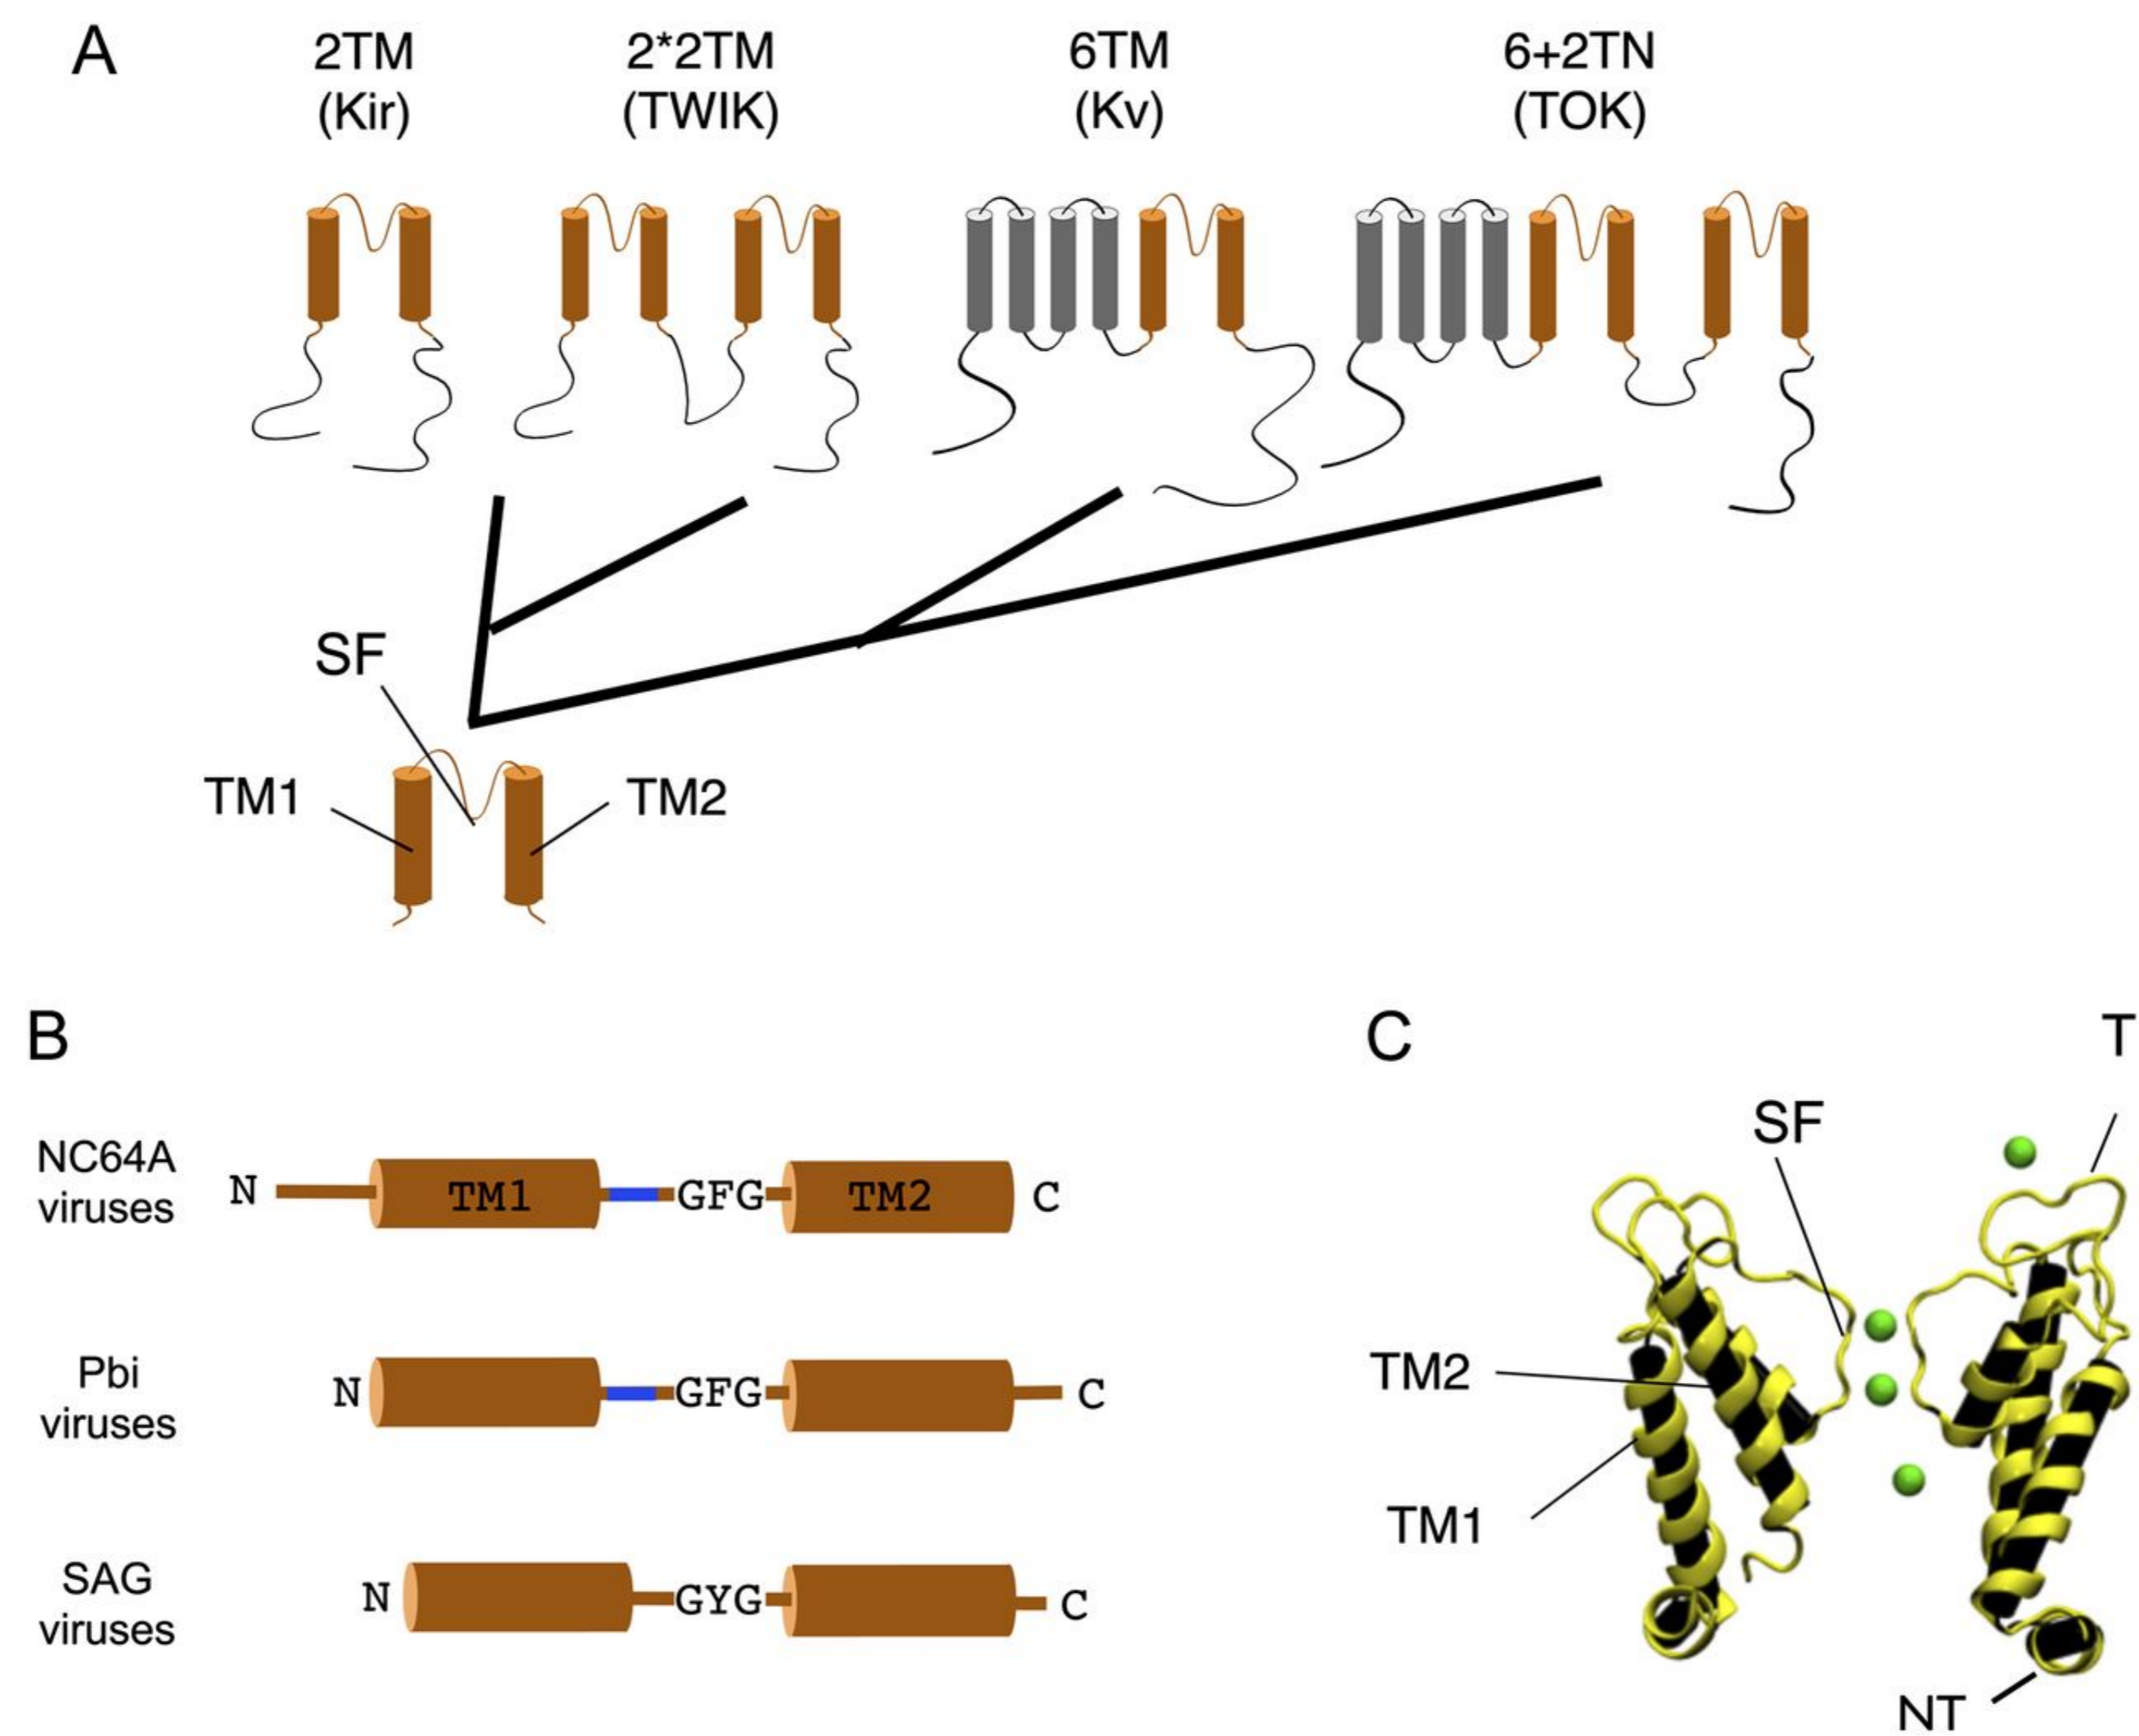 A
2TM
(Kir)
2*2TM
(TWIK)
6TM
(Kv)
6+2TN
(TOK)
SF
TM1
TM2
B
NC64A
viruses
N TM1 GFG TM2 C
Pbi
viruses
N GFG C
SAG
viruses
N GYG C
C
T
SF
TM2
TM1
NT